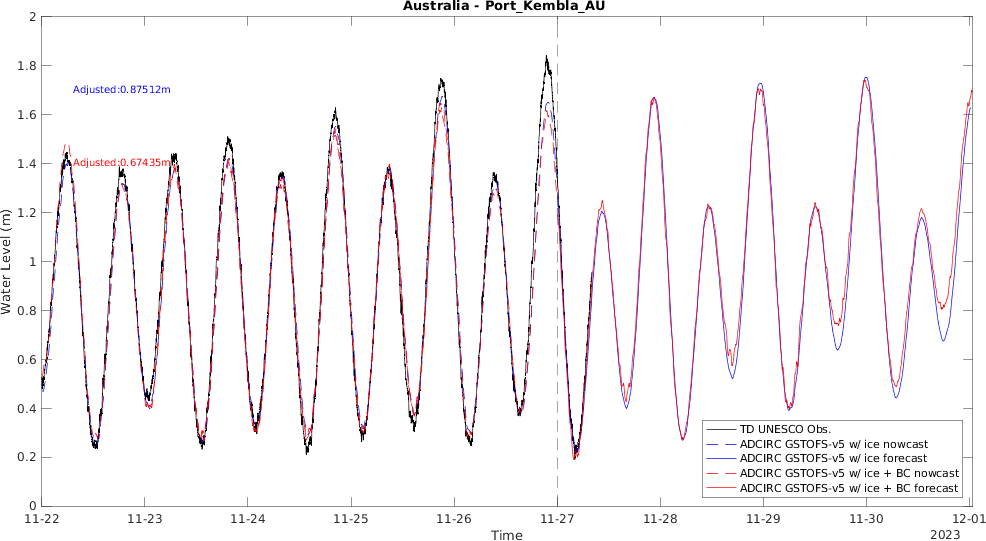 Australia - Port_Kembla_AU
2
1.8
1.6
1.4
1.2
1
0.8
0.6
0.4
0.2
0
Water Level (m)
Adjusted:0.87512m
Adjusted:0.67435m
TD UNESCO Obs.
ADCIRC GSTOFS-v5 w/ ice nowcast
ADCIRC GSTOFS-v5 w/ ice forecast
ADCIRC GSTOFS-v5 w/ ice + BC nowcast
ADCIRC GSTOFS-v5 w/ ice + BC forecast
11-22 11-23 11-24 11-25 11-26 11-27 11-28 11-29 11-30 12-01
Time
2023